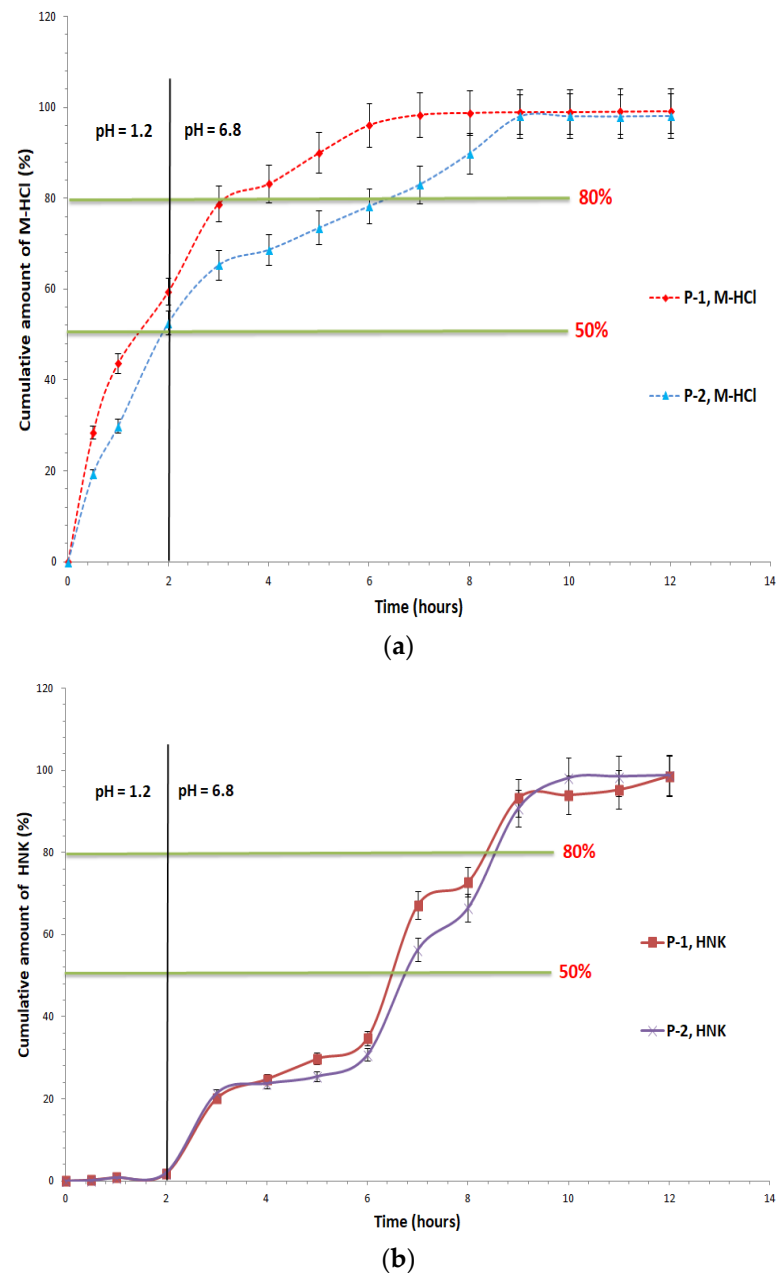 Cumulative amount of M-HCl (%)
120
100
80
60
40
20
0
pH = 1.2
pH = 6.8
80%
50%
P-1, M-HCl
P-2, M-HCl
0 2 4 6 8 10 12 14
Time (hours)
(a)
Cumulative amount of HNK (%)
120
100
80
60
40
20
0
pH = 1.2
pH = 6.8
80%
50%
P-1, HNK
P-2, HNK
0 2 4 6 8 10 12 14
Time (hours)
(b)